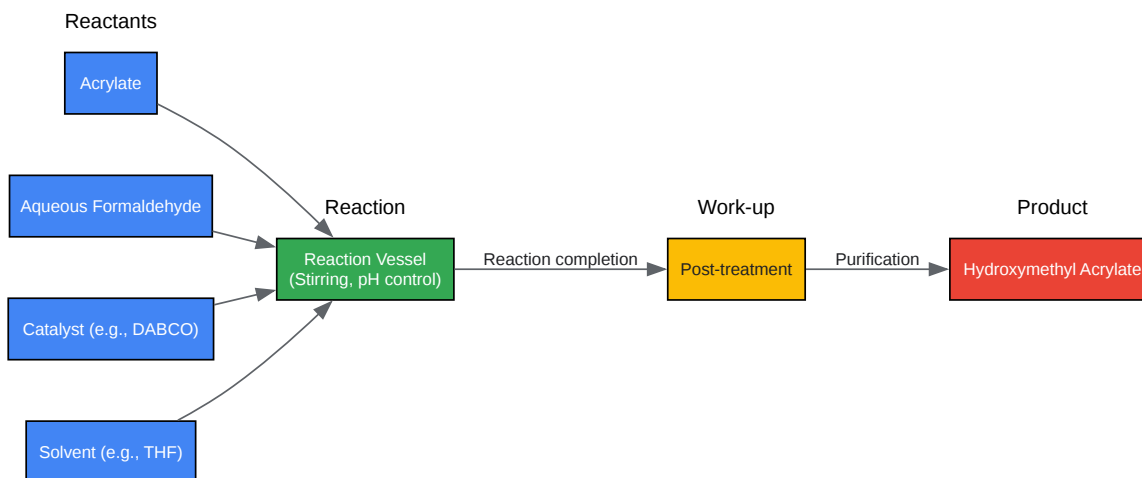 Reactants
Acrylate
Aqueous Formaldehyde
Catalyst (e.g., DABCO)
Solvent (e.g., THF)
Reaction
Reaction Vessel
(Stirring, pH control)
Reaction completion
Work-up
Post-treatment
Purification
Product
Hydroxymethyl Acrylate